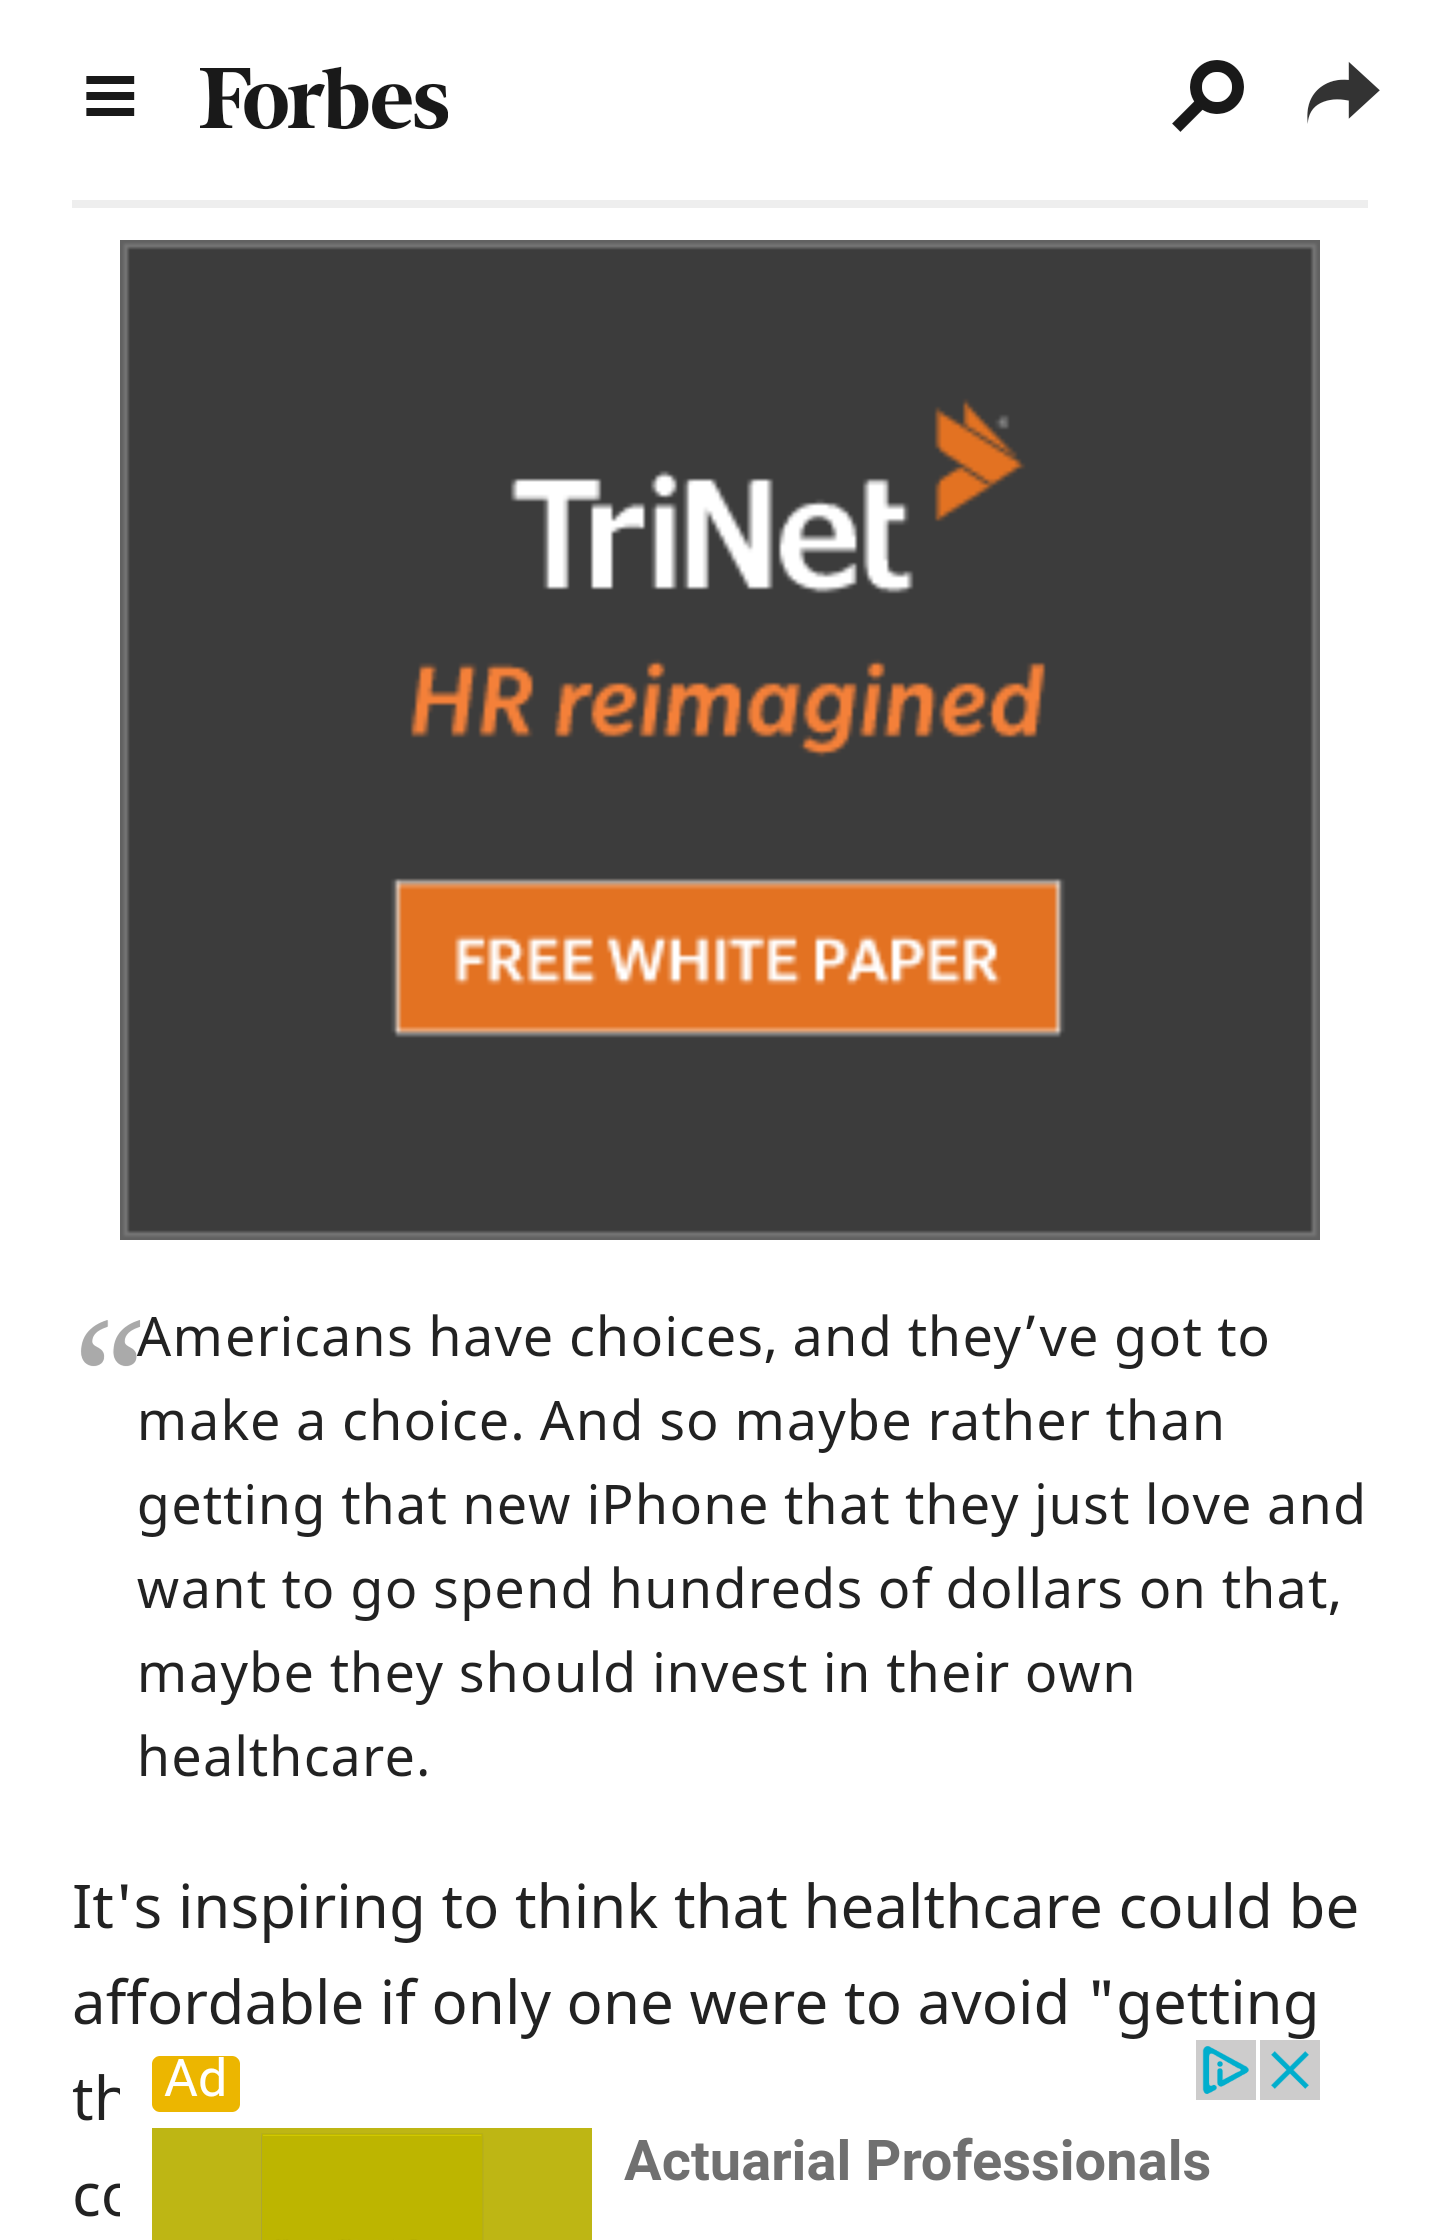 Forbes
TriNet
HR reimagined
FREE WHITE PAPER
“Americans have choices, and they’ve got to
make a choice. And so maybe rather than
getting that new iPhone that they just love and
want to go spend hundreds of dollars on that,
maybe they should invest in their own
healthcare.
It's inspiring to think that healthcare could be
affordable if only one were to avoid "getting
Ad
Actuarial Professionals